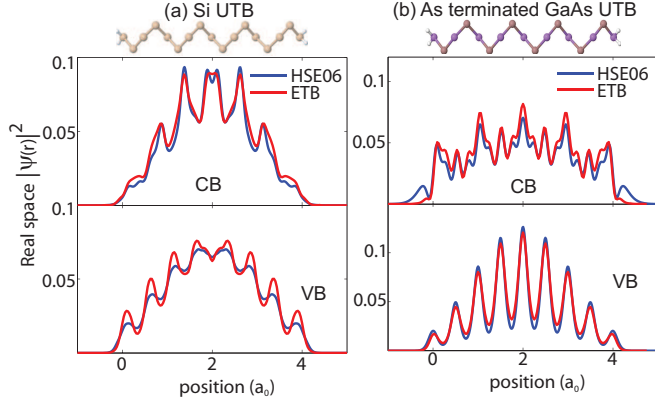 (a) Si UTB
(b) As terminated GaAs UTB
Real space |Ψ(r)|²
0.1
0.05
HSE06
ETB
CB
0.1
0.05
VB
0
2
4
position (a₀)
0.1
0.05
HSE06
ETB
CB
0.1
0.05
VB
0
2
4
position (a₀)